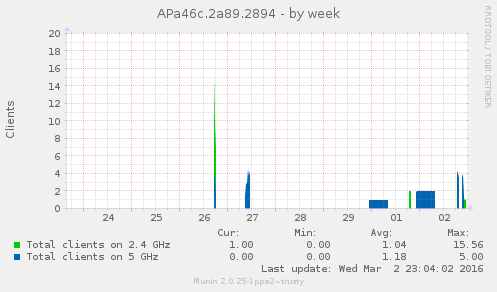 APa46c.2a89.2894 - by week
RRDTOOL / TOBI OETIKER
Clients
20
18
16
14
12
10
8
6
4
2
0
24 25 26 27 28 29 01 02
Cur: Min: Avg: Max:
Total clients on 2.4 GHz 1.00 0.00 1.04 15.56
Total clients on 5 GHz 0.00 0.00 1.18 5.00
Last update: Wed Mar 2 23:04:02 2016
Munin 2.0.25-1ppa2~trusty